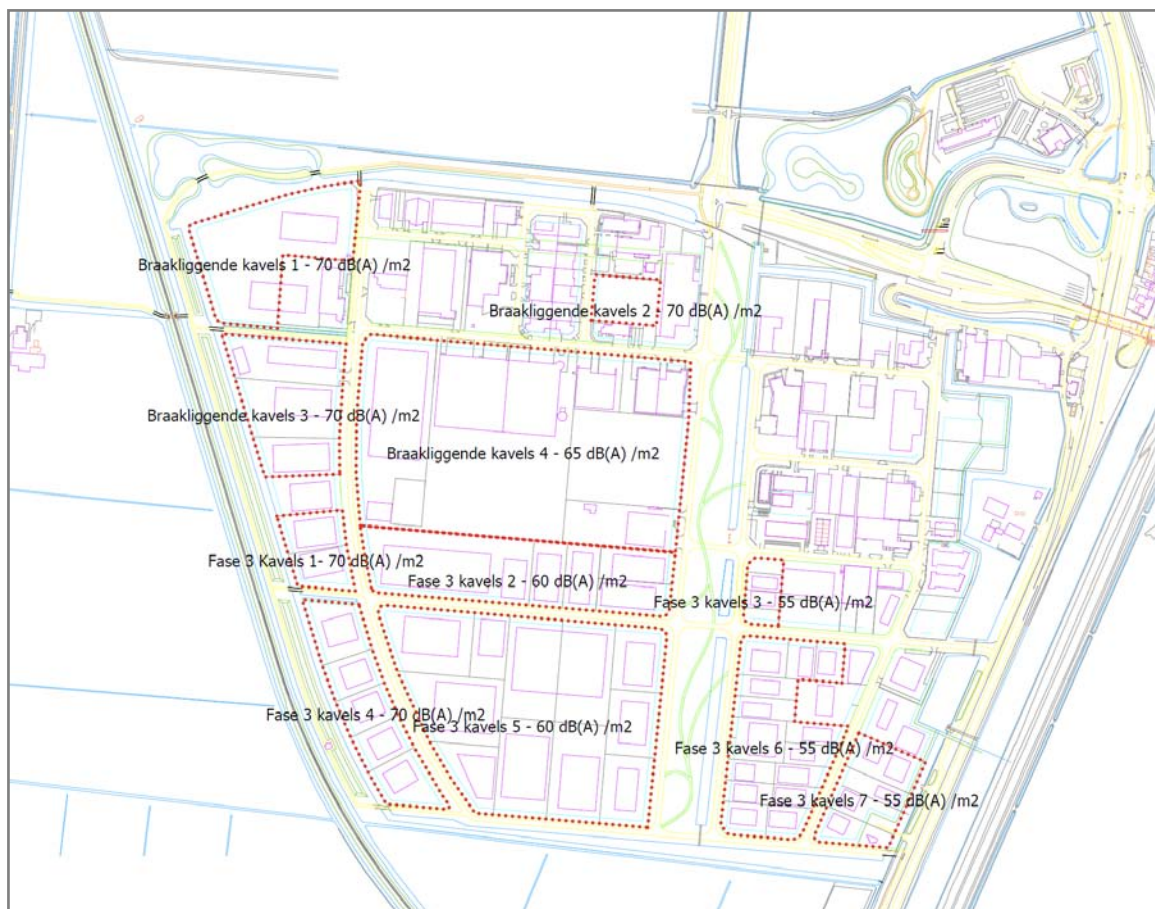 Braakliggende kavels 1 - 70 dB(A) /m2
Braakliggende kavels 2 - 70 dB(A) /m2
Braakliggende kavels 3 - 70 dB(A) /m2
Braakliggende kavels 4 - 65 dB(A) /m2
Fase 3 Kavels 1- 70 dB(A) /m2
Fase 3 kavels 2 - 60 dB(A) /m2
Fase 3 kavels 3 - 55 dB(A) /m2
Fase 3 kavels 4 - 70 dB(A) /m2
Fase 3 kavels 5 - 60 dB(A) /m2
Fase 3 kavels 6 - 55 dB(A) /m2
Fase 3 kavels 7 - 55 dB(A) /m2